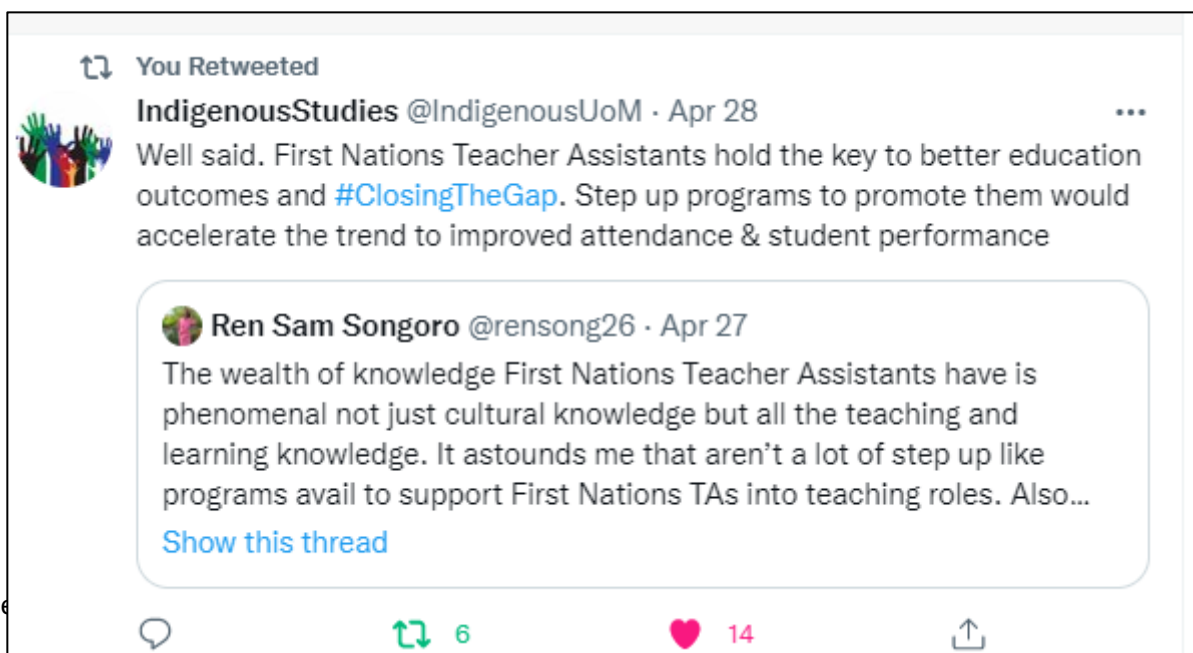 You Retweeted
IndigenousStudies @IndigenousUoM · Apr 28
Well said. First Nations Teacher Assistants hold the key to better education
outcomes and #ClosingTheGap. Step up programs to promote them would
accelerate the trend to improved attendance & student performance
Ren Sam Songoro @rensong26 · Apr 27
The wealth of knowledge First Nations Teacher Assistants have is
phenomenal not just cultural knowledge but all the teaching and
learning knowledge. It astounds me that aren't a lot of step up like
programs avail to support First Nations TAs into teaching roles. Also...
Show this thread
6 14